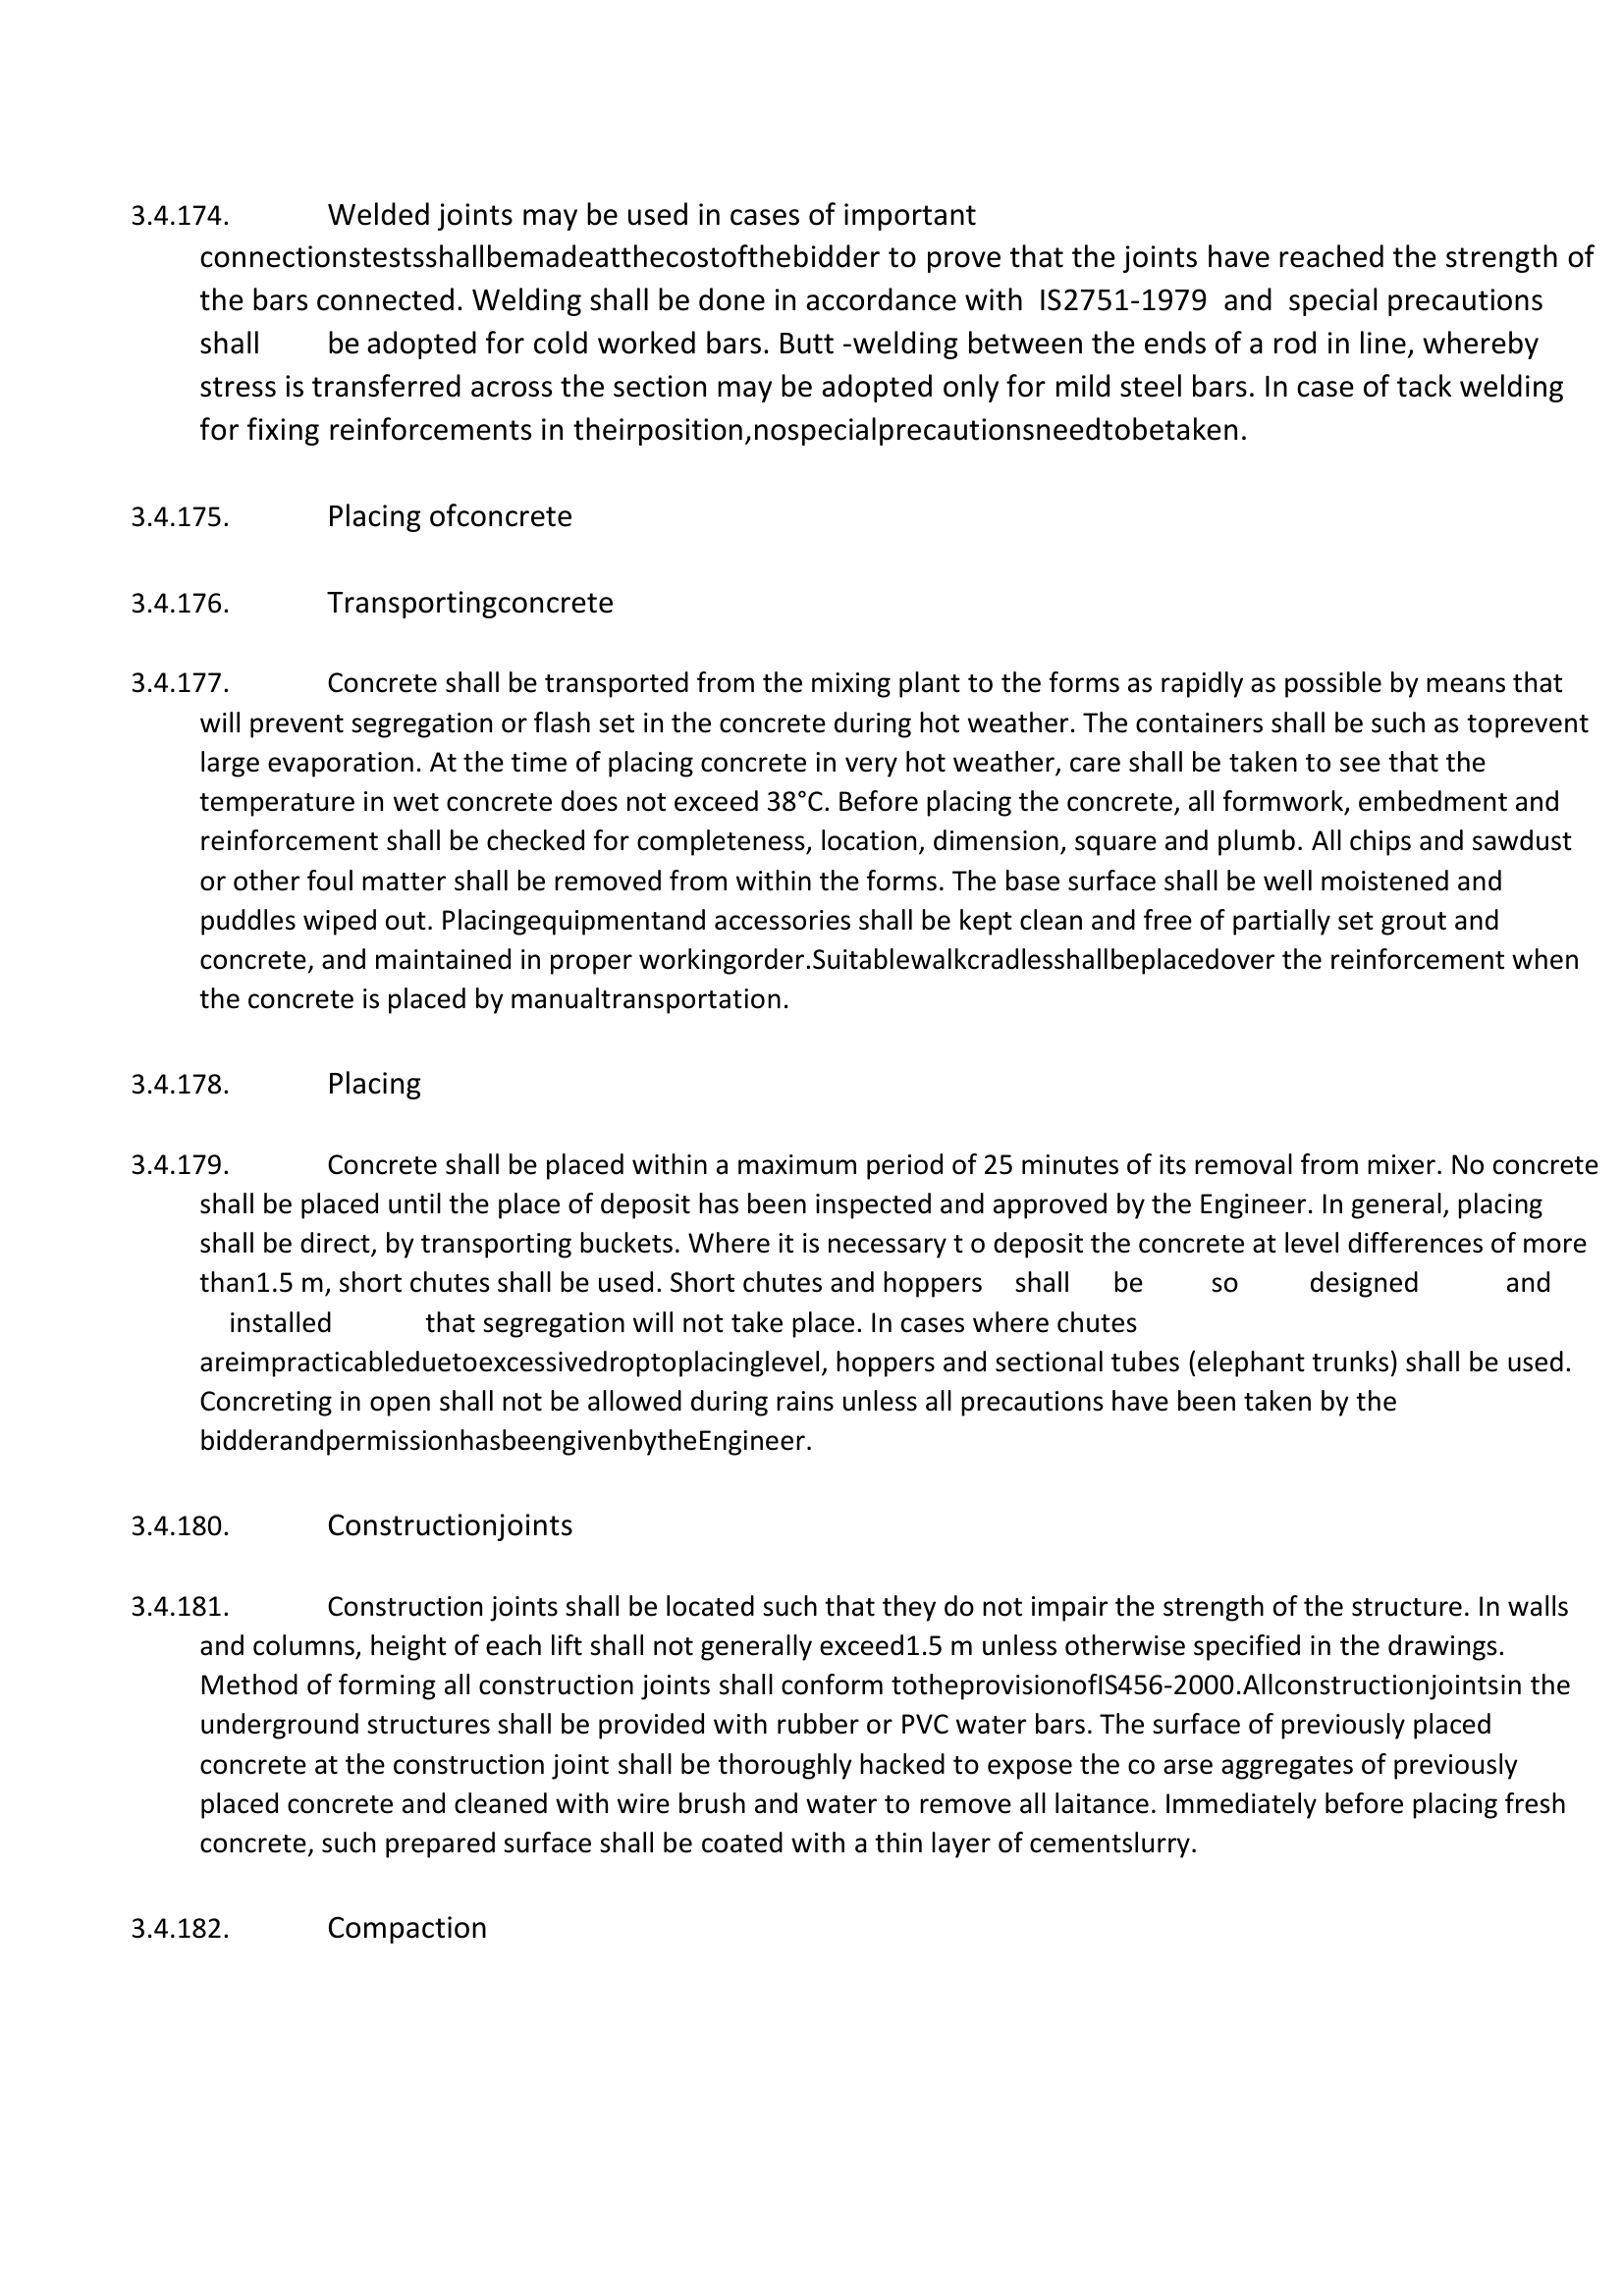 3.4.174. Welded joints may be used in cases of important
connectionstestsshallbemadeatthecostofthebidder to prove that the joints have reached the strength of
the bars connected. Welding shall be done in accordance with IS2751-1979 and special precautions
shall be adopted for cold worked bars. Butt -welding between the ends of a rod in line, whereby
stress is transferred across the section may be adopted only for mild steel bars. In case of tack welding
for fixing reinforcements in theirposition,nospecialprecautionsneedtobetaken.
3.4.175. Placing ofconcrete
3.4.176. Transportingconcrete
3.4.177. Concrete shall be transported from the mixing plant to the forms as rapidly as possible by means that
will prevent segregation or flash set in the concrete during hot weather. The containers shall be such as toprevent
large evaporation. At the time of placing concrete in very hot weather, care shall be taken to see that the
temperature in wet concrete does not exceed 38°C. Before placing the concrete, all formwork, embedment and
reinforcement shall be checked for completeness, location, dimension, square and plumb. All chips and sawdust
or other foul matter shall be removed from within the forms. The base surface shall be well moistened and
puddles wiped out. Placingequipmentand accessories shall be kept clean and free of partially set grout and
concrete, and maintained in proper workingorder.Suitablewalkcradlesshallbeplacedover the reinforcement when
the concrete is placed by manualtransportation.
3.4.178. Placing
3.4.179. Concrete shall be placed within a maximum period of 25 minutes of its removal from mixer. No concrete
shall be placed until the place of deposit has been inspected and approved by the Engineer. In general, placing
shall be direct, by transporting buckets. Where it is necessary t o deposit the concrete at level differences of more
than1.5 m, short chutes shall be used. Short chutes and hoppers shall be so designed and
installed that segregation will not take place. In cases where chutes
areimpracticableduetoexcessivedroptoplacinglevel, hoppers and sectional tubes (elephant trunks) shall be used.
Concreting in open shall not be allowed during rains unless all precautions have been taken by the
bidderandpermissionhasbeengivenbytheEngineer.
3.4.180. Constructionjoints
3.4.181. Construction joints shall be located such that they do not impair the strength of the structure. In walls
and columns, height of each lift shall not generally exceed1.5 m unless otherwise specified in the drawings.
Method of forming all construction joints shall conform totheprovisionofIS456-2000.Allconstructionjointsin the
underground structures shall be provided with rubber or PVC water bars. The surface of previously placed
concrete at the construction joint shall be thoroughly hacked to expose the co arse aggregates of previously
placed concrete and cleaned with wire brush and water to remove all laitance. Immediately before placing fresh
concrete, such prepared surface shall be coated with a thin layer of cementslurry.
3.4.182. Compaction